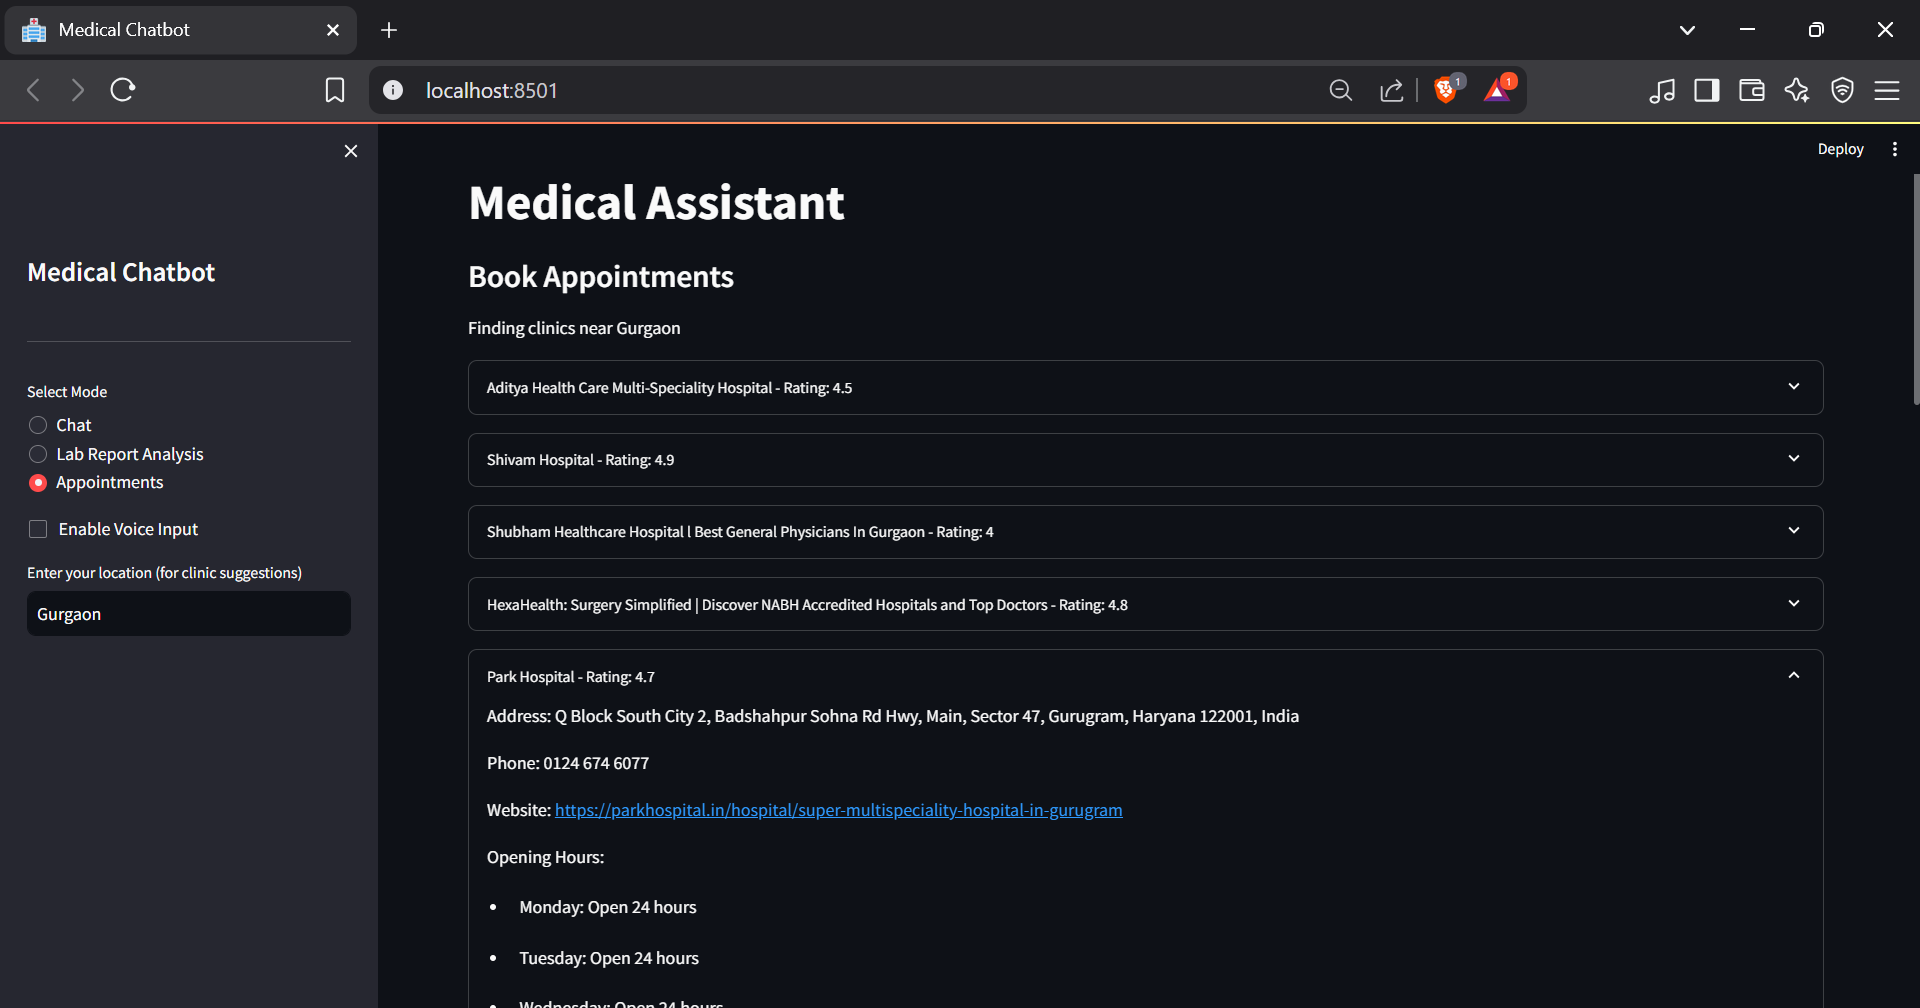 Medical Chatbot
localhost:8501
1
1
Deploy
Medical Chatbot
Select Mode
Chat
Lab Report Analysis
Appointments
Enable Voice Input
Enter your location (for clinic suggestions)
Gurgaon
Medical Assistant
Book Appointments
Finding clinics near Gurgaon
Aditya Health Care Multi-Speciality Hospital - Rating: 4.5
Shivam Hospital - Rating: 4.9
Shubham Healthcare Hospital l Best General Physicians In Gurgaon - Rating: 4
HexaHealth: Surgery Simplified | Discover NABH Accredited Hospitals and Top Doctors - Rating: 4.8
Park Hospital - Rating: 4.7
Address: Q Block South City 2, Badshahpur Sohna Rd Hwy, Main, Sector 47, Gurugram, Haryana 122001, India
Phone: 0124 674 6077
Website: https://parkhospital.in/hospital/super-multispeciality-hospital-in-gurugram
Opening Hours:
• Monday: Open 24 hours
• Tuesday: Open 24 hours
• Wednesday: Open 24 hours